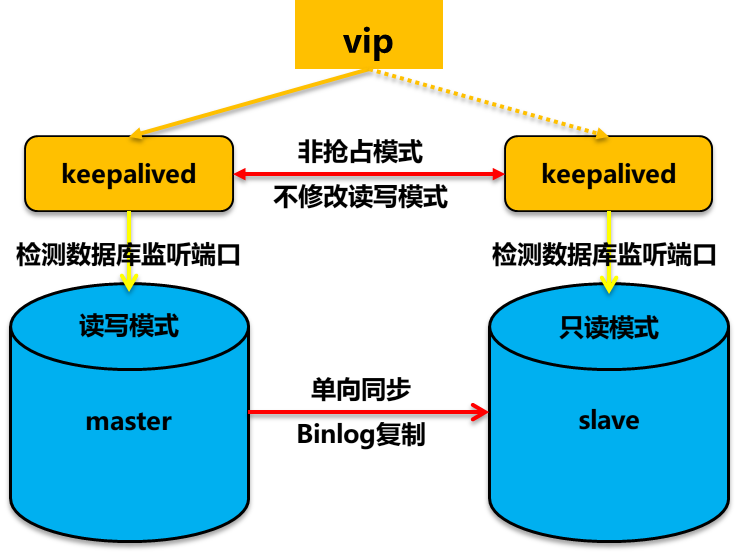 vip
keepalived
非抢占模式
不修改读写模式
keepalived
检测数据库监听端口
检测数据库监听端口
读写模式
只读模式
master
单向同步
Binlog复制
slave